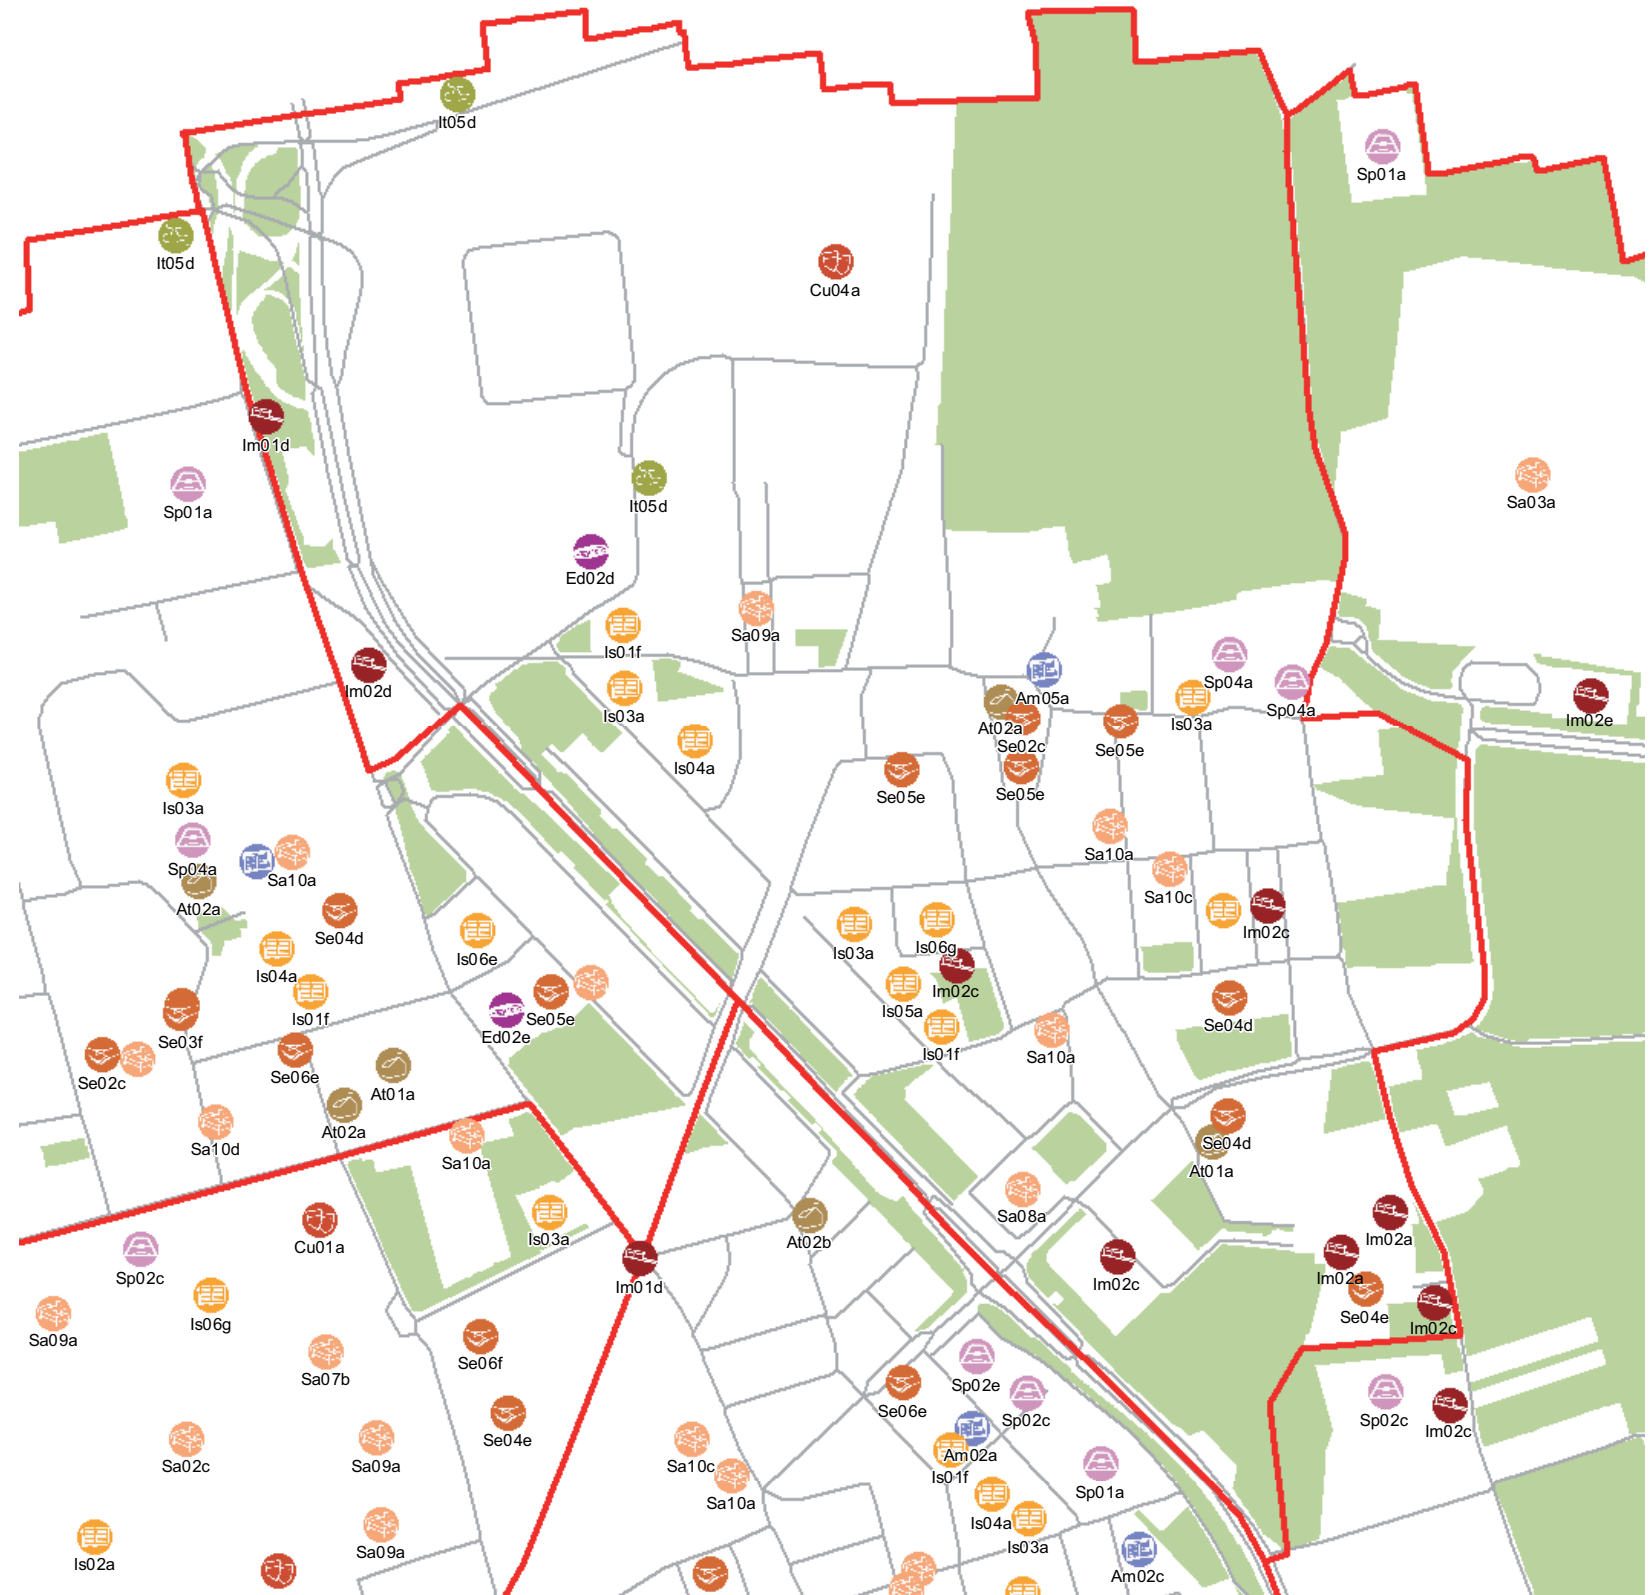 It05d
Sp01a
It05d
Cu04a
Im01d
Sp01a
It05d
Sa03a
Ed02d
Sa09a
Is01f
Sp04a
Im02d
Is03a
Am05a
At02a
Is03a
Sp04a
Im02e
Se02c
Se05e
Is04a
Se05e
Se05e
Is03a
Sp04a
Sa10a
Sa10a
Sa10c
At02a
Se04d
Is06e
Is03a
Is06g
Im02c
Is04a
Is01f
Im02c
Is05a
Se03f
Ed02e
Se05e
Se04d
Is01f
Sa10a
Se02c
Se06e
At01a
At02a
Sa10d
Sa10a
Se04d
At01a
Sa08a
Cu01a
Is03a
At02b
Im02a
Sp02c
Im01d
Im02c
Im02a
Sa09a
Is06g
Se04e
Im02c
Se06f
Sa07b
Sp02e
Se06e
Sp02c
Sp02c
Im02c
Se04e
Sa02c
Sa09a
Sa10c
Am02a
Is01f
Sp01a
Sa10a
Is04a
Is03a
Is02a
Sa09a
Am02c